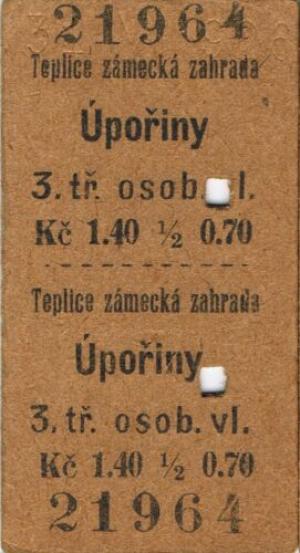 21964
Teplice zámecká zahrada
Úpořiny
3. tř. osob. vl.
Kč 1.40 ½ 0.70
Teplice zámecká zahrada
Úpořiny
3. tř. osob. vl.
Kč 1.40 ½ 0.70
21964